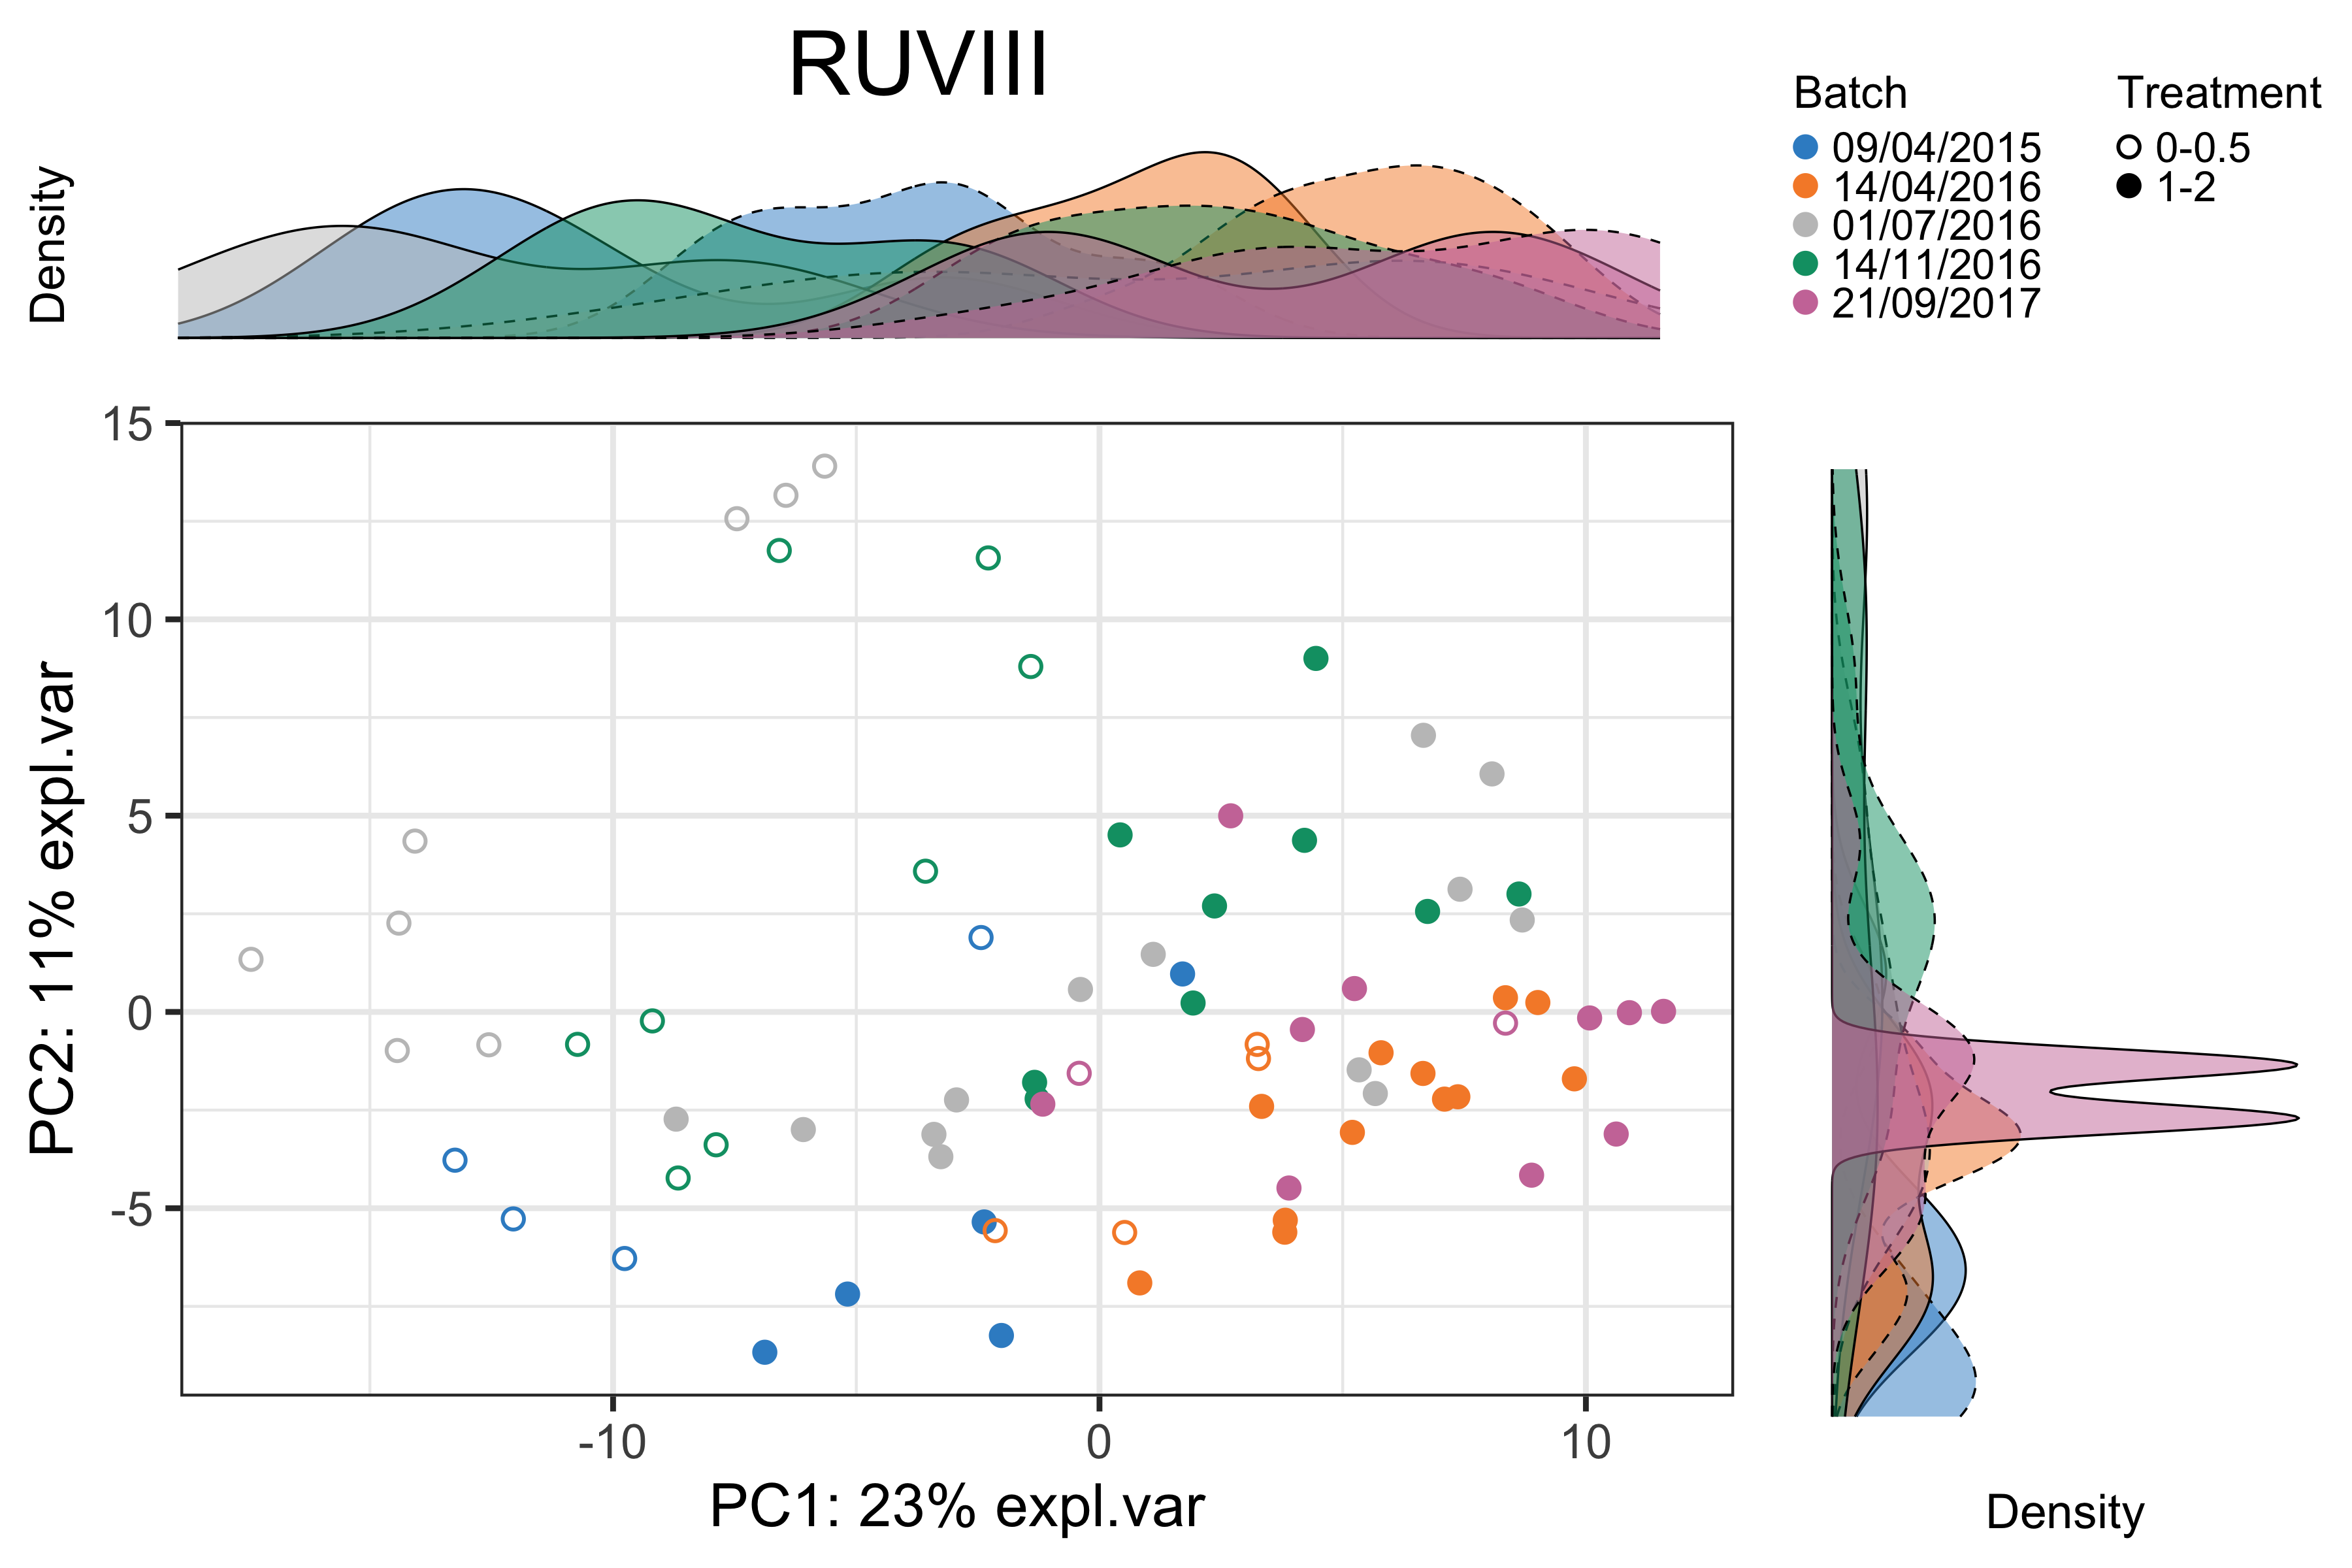 RUVIII
Density
Batch
09/04/2015
14/04/2016
01/07/2016
14/11/2016
21/09/2017
Treatment
0-0.5
1-2
PC2: 11% expl.var
15
10
5
0
-5
-10
0
10
PC1: 23% expl.var
Density